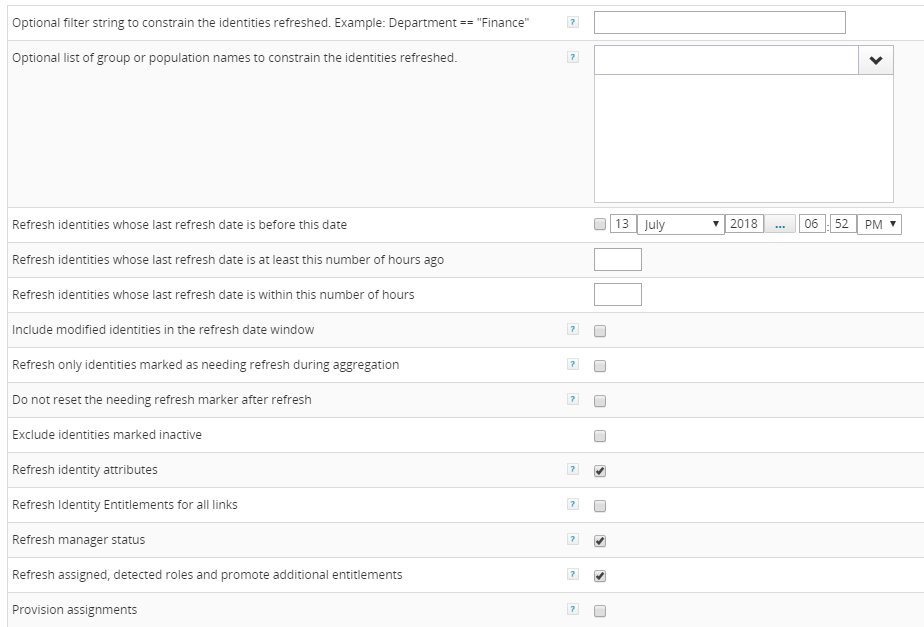 Optional filter string to constrain the identities refreshed. Example: Department == "Finance" ?
Optional list of group or population names to constrain the identities refreshed. ?
Refresh identities whose last refresh date is before this date 13 July 2018 ... 06 : 52 PM
Refresh identities whose last refresh date is at least this number of hours ago
Refresh identities whose last refresh date is within this number of hours
Include modified identities in the refresh date window ?
Refresh only identities marked as needing refresh during aggregation ?
Do not reset the needing refresh marker after refresh ?
Exclude identities marked inactive
Refresh identity attributes ?
Refresh Identity Entitlements for all links ?
Refresh manager status ?
Refresh assigned, detected roles and promote additional entitlements ?
Provision assignments ?